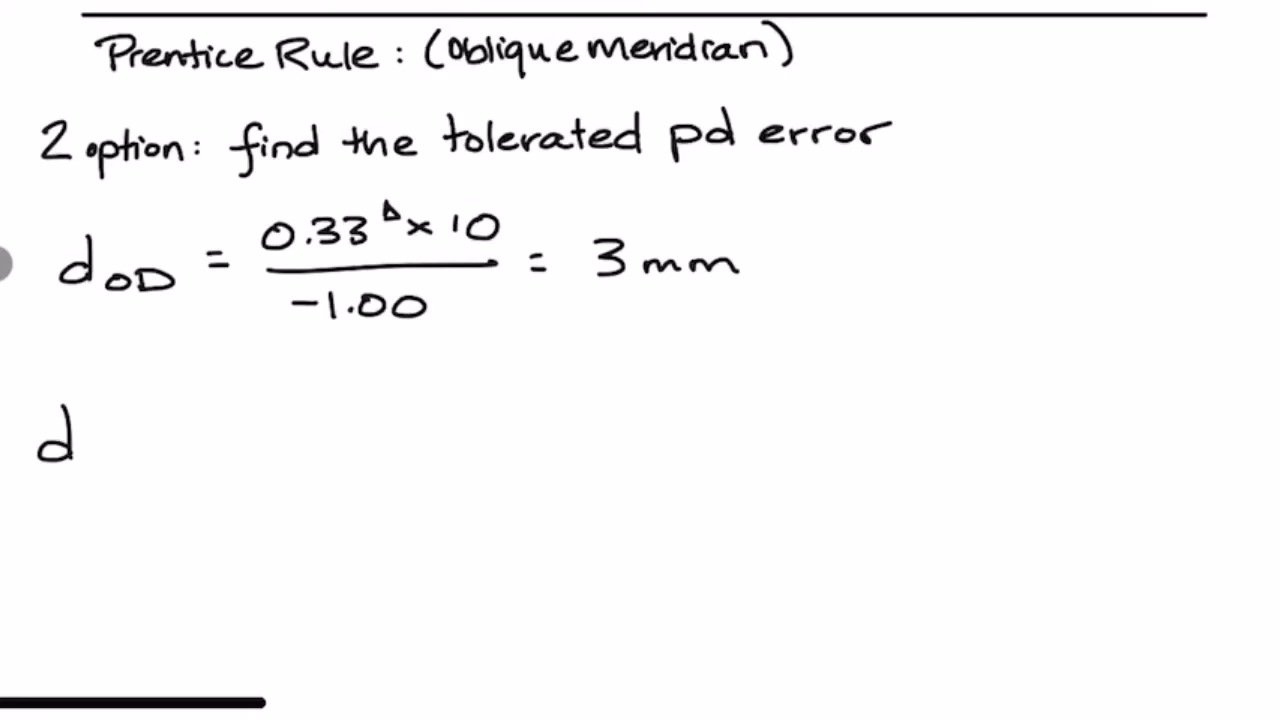 Prentice Rule: (oblique meridian)
2 option: find the tolerated pd error
dOD = 0.33^Δ x 10 / -1.00 = 3 mm
d